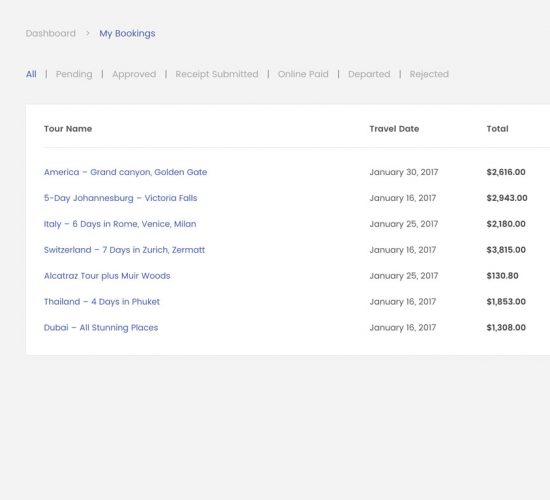 Dashboard > My Bookings
All | Pending | Approved | Receipt Submitted | Online Paid | Departed | Rejected
Tour Name Travel Date Total
America – Grand canyon, Golden Gate January 30, 2017 $2,616.00
5-Day Johannesburg – Victoria Falls January 16, 2017 $2,943.00
Italy – 6 Days in Rome, Venice, Milan January 25, 2017 $2,180.00
Switzerland – 7 Days in Zurich, Zermatt January 16, 2017 $3,815.00
Alcatraz Tour plus Muir Woods January 25, 2017 $130.80
Thailand – 4 Days in Phuket January 16, 2017 $1,853.00
Dubai – All Stunning Places January 16, 2017 $1,308.00